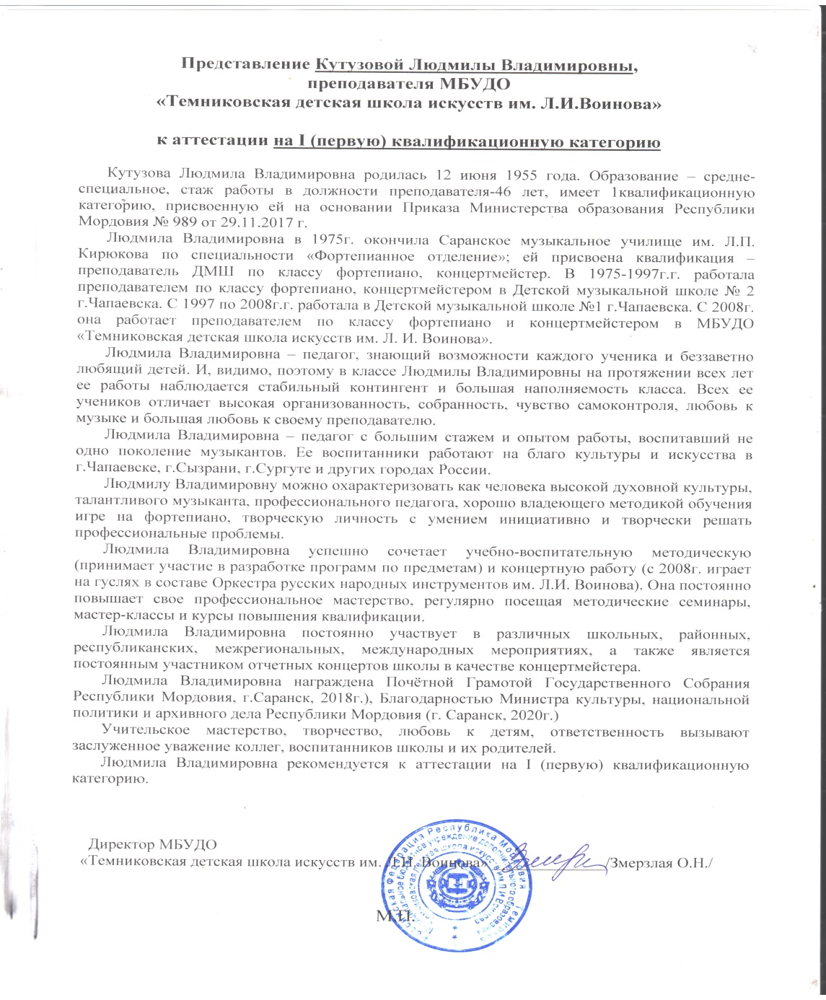 Представление Кутузовой Людмилы Владимировны,
преподавателя МБУДО
«Темниковская детская школа искусств им. Л.И.Воинова»
к аттестации на I (первую) квалификационную категорию
Кутузова Людмила Владимировна родилась 12 июня 1955 года. Образование – средне-
специальное, стаж работы в должности преподавателя-46 лет, имеет 1квалификационную
категорию, присвоенную ей на основании Приказа Министерства образования Республики
Мордовия № 989 от 29.11.2017 г.
Людмила Владимировна в 1975г. окончила Саранское музыкальное училище им. Л.П.
Кирюкова по специальности «Фортепианное отделение»; ей присвоена квалификация –
преподаватель ДМШ по классу фортепиано, концертмейстер. В 1975-1997г.г. работала
преподавателем по классу фортепиано, концертмейстером в Детской музыкальной школе № 2
г.Чапаевска. С 1997 по 2008г.г. работала в Детской музыкальной школе №1 г.Чапаевска. С 2008г.
она работает преподавателем по классу фортепиано и концертмейстером в МБУДО
«Темниковская детская школа искусств им. Л. И. Воинова».
Людмила Владимировна – педагог, знающий возможности каждого ученика и беззаветно
любящий детей. И, видимо, поэтому в классе Людмилы Владимировны на протяжении всех лет
ее работы наблюдается стабильный контингент и большая наполняемость класса. Всех ее
учеников отличает высокая организованность, собранность, чувство самоконтроля, любовь к
музыке и большая любовь к своему преподавателю.
Людмила Владимировна – педагог с большим стажем и опытом работы, воспитавший не
одно поколение музыкантов. Ее воспитанники работают на благо культуры и искусства в
г.Чапаевске, г.Сызрани, г.Сургуте и других городах России.
Людмилу Владимировну можно охарактеризовать как человека высокой духовной культуры,
талантливого музыканта, профессионального педагога, хорошо владеющего методикой обучения
игре на фортепиано, творческую личность с умением инициативно и творчески решать
профессиональные проблемы.
Людмила Владимировна успешно сочетает учебно-воспитательную методическую
(принимает участие в разработке программ по предметам) и концертную работу (с 2008г. играет
на гуслях в составе Оркестра русских народных инструментов им. Л.И. Воинова). Она постоянно
повышает свое профессиональное мастерство, регулярно посещая методические семинары,
мастер-классы и курсы повышения квалификации.
Людмила Владимировна постоянно участвует в различных школьных, районных,
республиканских, межрегиональных, международных мероприятиях, а также является
постоянным участником отчетных концертов школы в качестве концертмейстера.
Людмила Владимировна награждена Почётной Грамотой Государственного Собрания
Республики Мордовия, г.Саранск, 2018г.), Благодарностью Министра культуры, национальной
политики и архивного дела Республики Мордовия (г. Саранск, 2020г.)
Учительское мастерство, творчество, любовь к детям, ответственность вызывают
заслуженное уважение коллег, воспитанников школы и их родителей.
Людмила Владимировна рекомендуется к аттестации на I (первую) квалификационную
категорию.
Директор МБУДО
«Темниковская детская школа искусств им. Л.И. Воинова» /Змерзлая О.Н./
М.П.
Российская Федерация Республика Мордовия